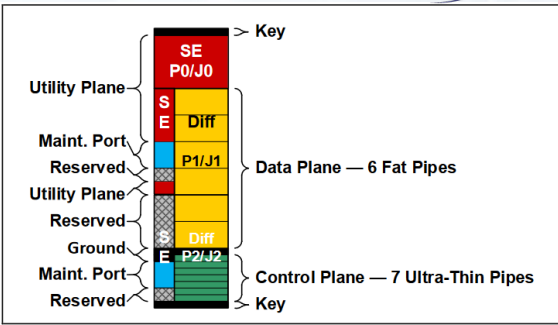 Key
SE
P0/J0
Utility Plane
S
E
Diff
Maint. Port
P1/J1
Reserved
Data Plane — 6 Fat Pipes
Utility Plane
Reserved
S
Diff
Ground
E
P2/J2
Maint. Port
Control Plane — 7 Ultra-Thin Pipes
Reserved
Key